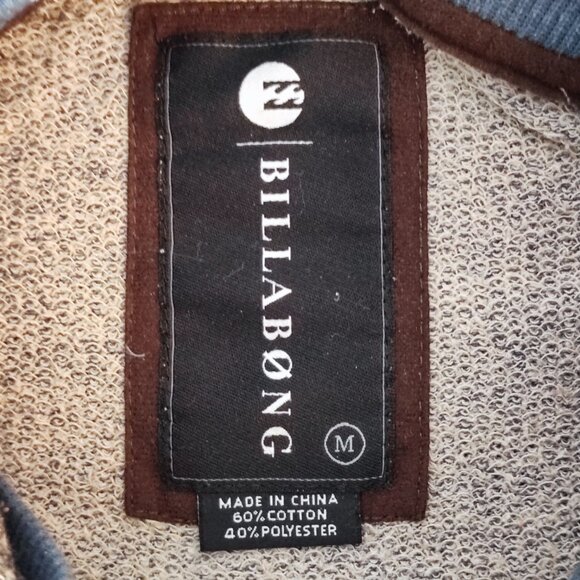 BILLABØNG
M
MADE IN CHINA
60% COTTON
40% POLYESTER